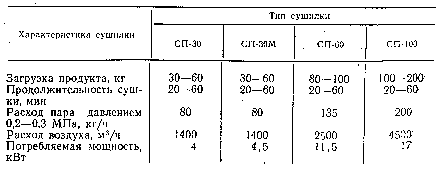 Тип сушилки
Характеристика сушилки
СП-30 СП-30М СП-60 СП-100
Загрузка продукта, кг 30—60 30—60 80—100 100—200
Продолжительность суш- 20—60 20—60 20—60 20—60
ки, мин
Расход пара давлением 80 80 135 200
0,2—0,3 МПа, кг/ч
Расход воздуха, м³/ч 1400 1400 2500 4500
Потребляемая мощность, 4 4,5 11,5 17
кВт